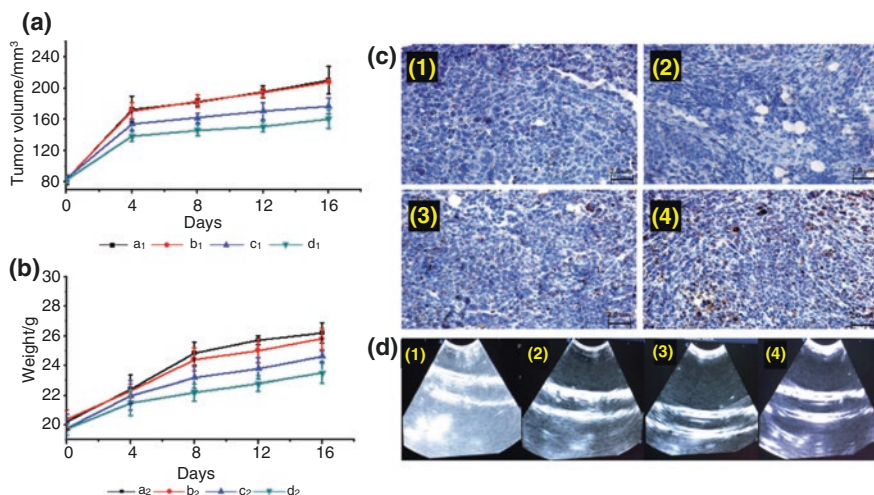 (a)
240
200
160
120
80
Tumor volume/mm³
0 4 8 12 16
Days
a₁ b₁ c₁ d₁
(b)
30
28
26
24
22
20
Weight/g
0 4 8 12 16
Days
a₂ b₂ c₂ d₂
(c)
(1) (2)
(3) (4)
(d)
(1) (2) (3) (4)